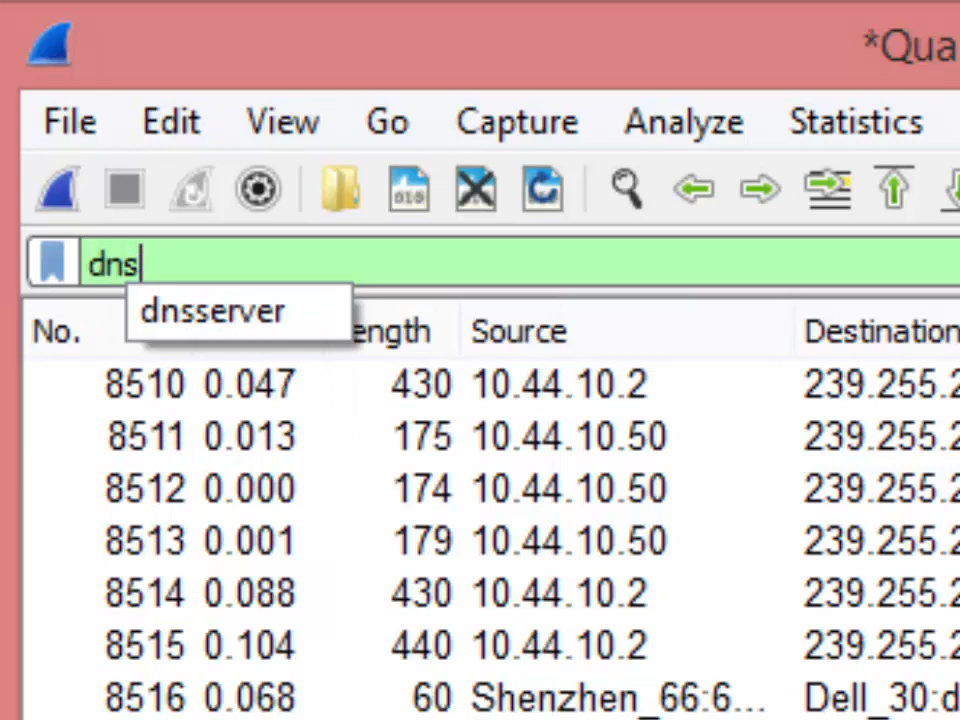 *Qua
File Edit View Go Capture Analyze Statistics
dns
dnsserver
No. ength Source Destination
8510 0.047 430 10.44.10.2 239.255.2
8511 0.013 175 10.44.10.50 239.255.2
8512 0.000 174 10.44.10.50 239.255.2
8513 0.001 179 10.44.10.50 239.255.2
8514 0.088 430 10.44.10.2 239.255.2
8515 0.104 440 10.44.10.2 239.255.2
8516 0.068 60 Shenzhen_66:6... Dell_30:d